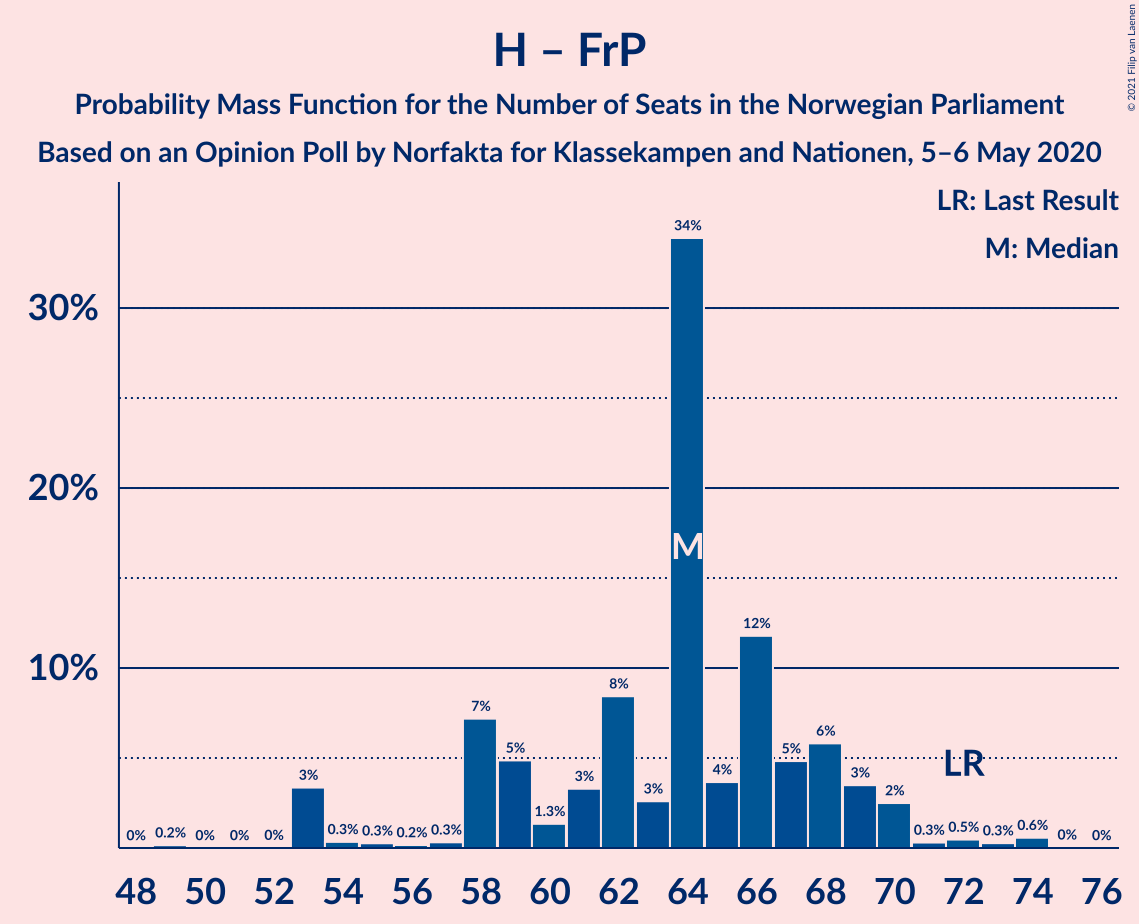 H – FrP
Probability Mass Function for the Number of Seats in the Norwegian Parliament
Based on an Opinion Poll by Norfakta for Klassekampen and Nationen, 5–6 May 2020
© 2021 Filip van Laenen
LR: Last Result
M: Median
30%
20%
10%
0% 0.2% 0% 0% 0% 3% 0.3% 0.3% 0.2% 0.3% 7% 5% 1.3% 3% 8% 3% 34% 4% 12% 5% 6% 3% 2% 0.3% 0.5% 0.3% 0.6% 0% 0%
M
LR
48 50 52 54 56 58 60 62 64 66 68 70 72 74 76